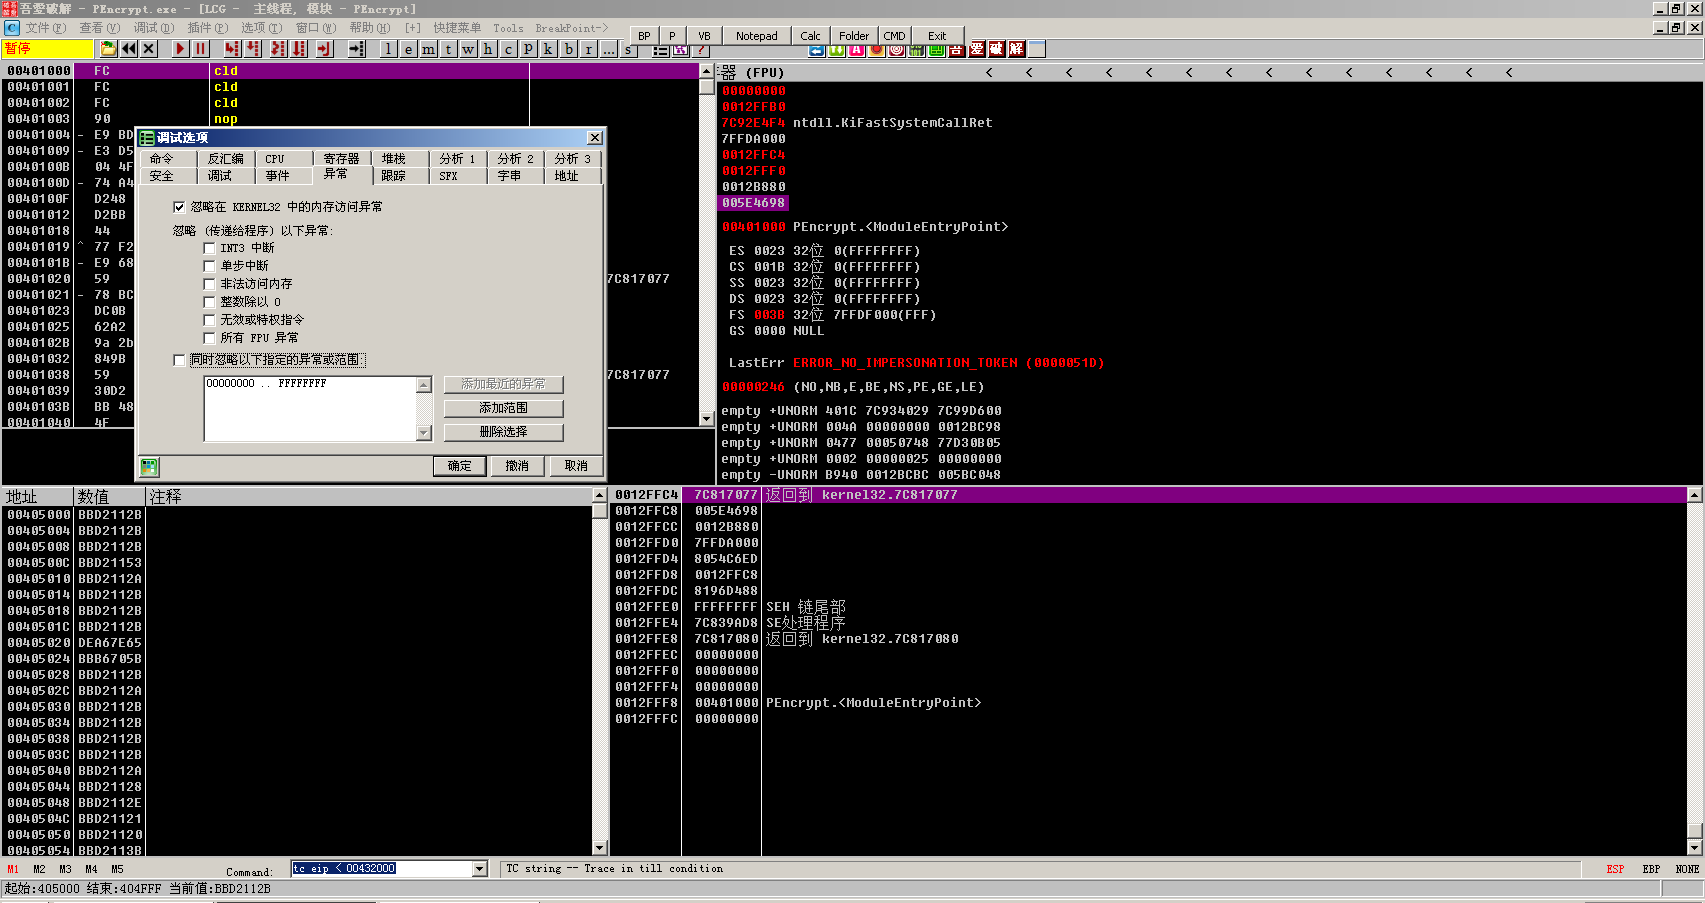 吾爱破解 - PEncrypt.exe - [LCG - 主线程, 模块 - PEncrypt]
文件(F) 查看(V) 调试(D) 插件(P) 选项(T) 窗口(W) 帮助(H) [+] 快捷菜单 Tools BreakPoint->
BP P VB Notepad Calc Folder CMD Exit
暂停
l e m t w h c p k b r ... s
吾 爱 破 解
00401000 FC cld
00401001 FC cld
00401002 FC cld
00401003 90 nop
00401004 - E9 BD
00401009 - E3 D5
0040100B 04 4F
0040100D - 74 A4
0040100F D248
00401012 D2BB
00401018 44
00401019 ^ 77 F2
0040101B - E9 68
00401020 59 7C817077
00401021 - 78 BC
00401023 DC0B
00401025 62A2
0040102B 9a 2b
00401032 849B
00401038 59 7C817077
00401039 30D2
0040103B BB 48
00401040 4F
调试选项
命令 反汇编 CPU 寄存器 堆栈 分析 1 分析 2 分析 3
安全 调试 事件 异常 跟踪 SFX 字串 地址
忽略在 KERNEL32 中的内存访问异常
忽略 (传递给程序) 以下异常:
INT3 中断
单步中断
非法访问内存
整数除以 0
无效或特权指令
所有 FPU 异常
同时忽略以下指定的异常或范围:
00000000 .. FFFFFFFF
添加最近的异常
添加范围
删除选择
确定 撤消 取消
器 (FPU) < < < < < < < < < < < < < <
00000000
0012FFB0
7C92E4F4 ntdll.KiFastSystemCallRet
7FFDA000
0012FFC4
0012FFF0
0012B880
005E4698
00401000 PEncrypt.<ModuleEntryPoint>
ES 0023 32位 0(FFFFFFFF)
CS 001B 32位 0(FFFFFFFF)
SS 0023 32位 0(FFFFFFFF)
DS 0023 32位 0(FFFFFFFF)
FS 003B 32位 7FFDF000(FFF)
GS 0000 NULL
LastErr ERROR_NO_IMPERSONATION_TOKEN (0000051D)
00000246 (NO,NB,E,BE,NS,PE,GE,LE)
empty +UNORM 401C 7C934029 7C99D600
empty +UNORM 004A 00000000 0012BC98
empty +UNORM 0477 00050748 77D30B05
empty +UNORM 0002 00000025 00000000
empty -UNORM B940 0012BCBC 005BC048
地址 数值 注释
00405000 BBD2112B
00405004 BBD2112B
00405008 BBD2112B
0040500C BBD21153
00405010 BBD2112A
00405014 BBD2112B
00405018 BBD2112B
0040501C BBD2112B
00405020 DEA67E65
00405024 BBB6705B
00405028 BBD2112B
0040502C BBD2112A
00405030 BBD2112B
00405034 BBD2112B
00405038 BBD2112B
0040503C BBD2112B
00405040 BBD2112A
00405044 BBD21128
00405048 BBD2112E
0040504C BBD21121
00405050 BBD21120
00405054 BBD2113B
0012FFC4 7C817077 返回到 kernel32.7C817077
0012FFC8 005E4698
0012FFCC 0012B880
0012FFD0 7FFDA000
0012FFD4 8054C6ED
0012FFD8 0012FFC8
0012FFDC 8196D488
0012FFE0 FFFFFFFF SEH 链尾部
0012FFE4 7C839AD8 SE处理程序
0012FFE8 7C817080 返回到 kernel32.7C817080
0012FFEC 00000000
0012FFF0 00000000
0012FFF4 00000000
0012FFF8 00401000 PEncrypt.<ModuleEntryPoint>
0012FFFC 00000000
M1 M2 M3 M4 M5 Command: tc eip < 00432000 TC string -- Trace in till condition ESP EBP NONE
起始:405000 结束:404FFF 当前值:BBD2112B